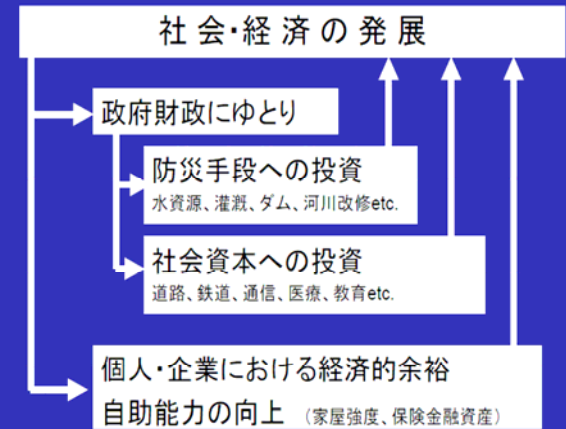 社会・経済の発展
政府財政にゆとり
防災手段への投資
水資源、灌漑、ダム、河川改修etc.
社会資本への投資
道路、鉄道、通信、医療、教育etc.
個人・企業における経済的余裕
自助能力の向上 （家屋強度、保険金融資産）